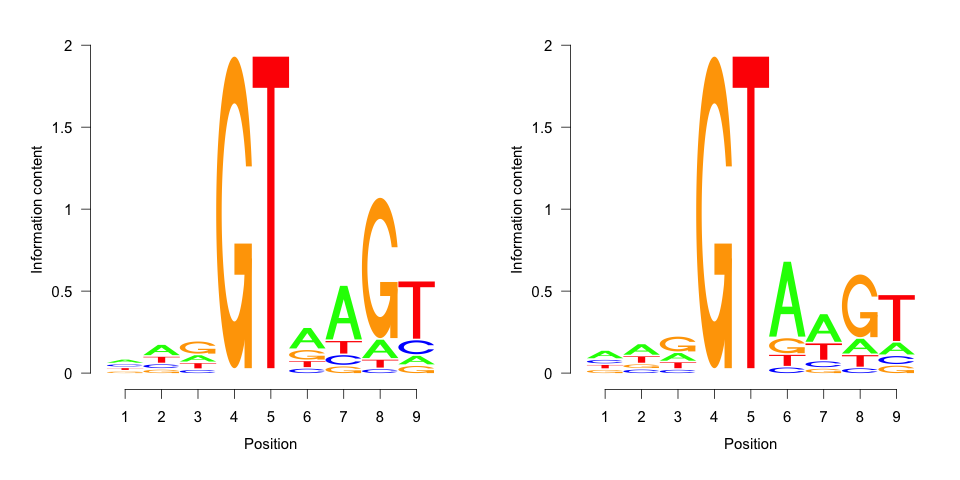 Information content
2
1.5
1
0.5
0
A A G G T A A G T
C T A G T A C
T C T T C T A
G G C C G C G
1 2 3 4 5 6 7 8 9
Position
Information content
2
1.5
1
0.5
0
A A G G T A A G T
C T A G T A A
T G T T C T C
G C C C G C G
1 2 3 4 5 6 7 8 9
Position